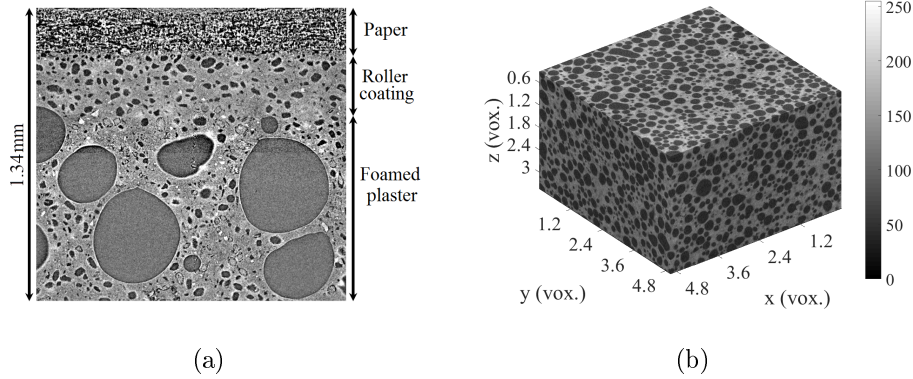 1.34mm
Paper
Roller
coating
Foamed
plaster
(a)
z (vox.)
0.6
1.2
1.8
2.4
3
1.2
2.4
3.6
4.8
y (vox.)
4.8
3.6
2.4
1.2
x (vox.)
250
200
150
100
50
0
(b)